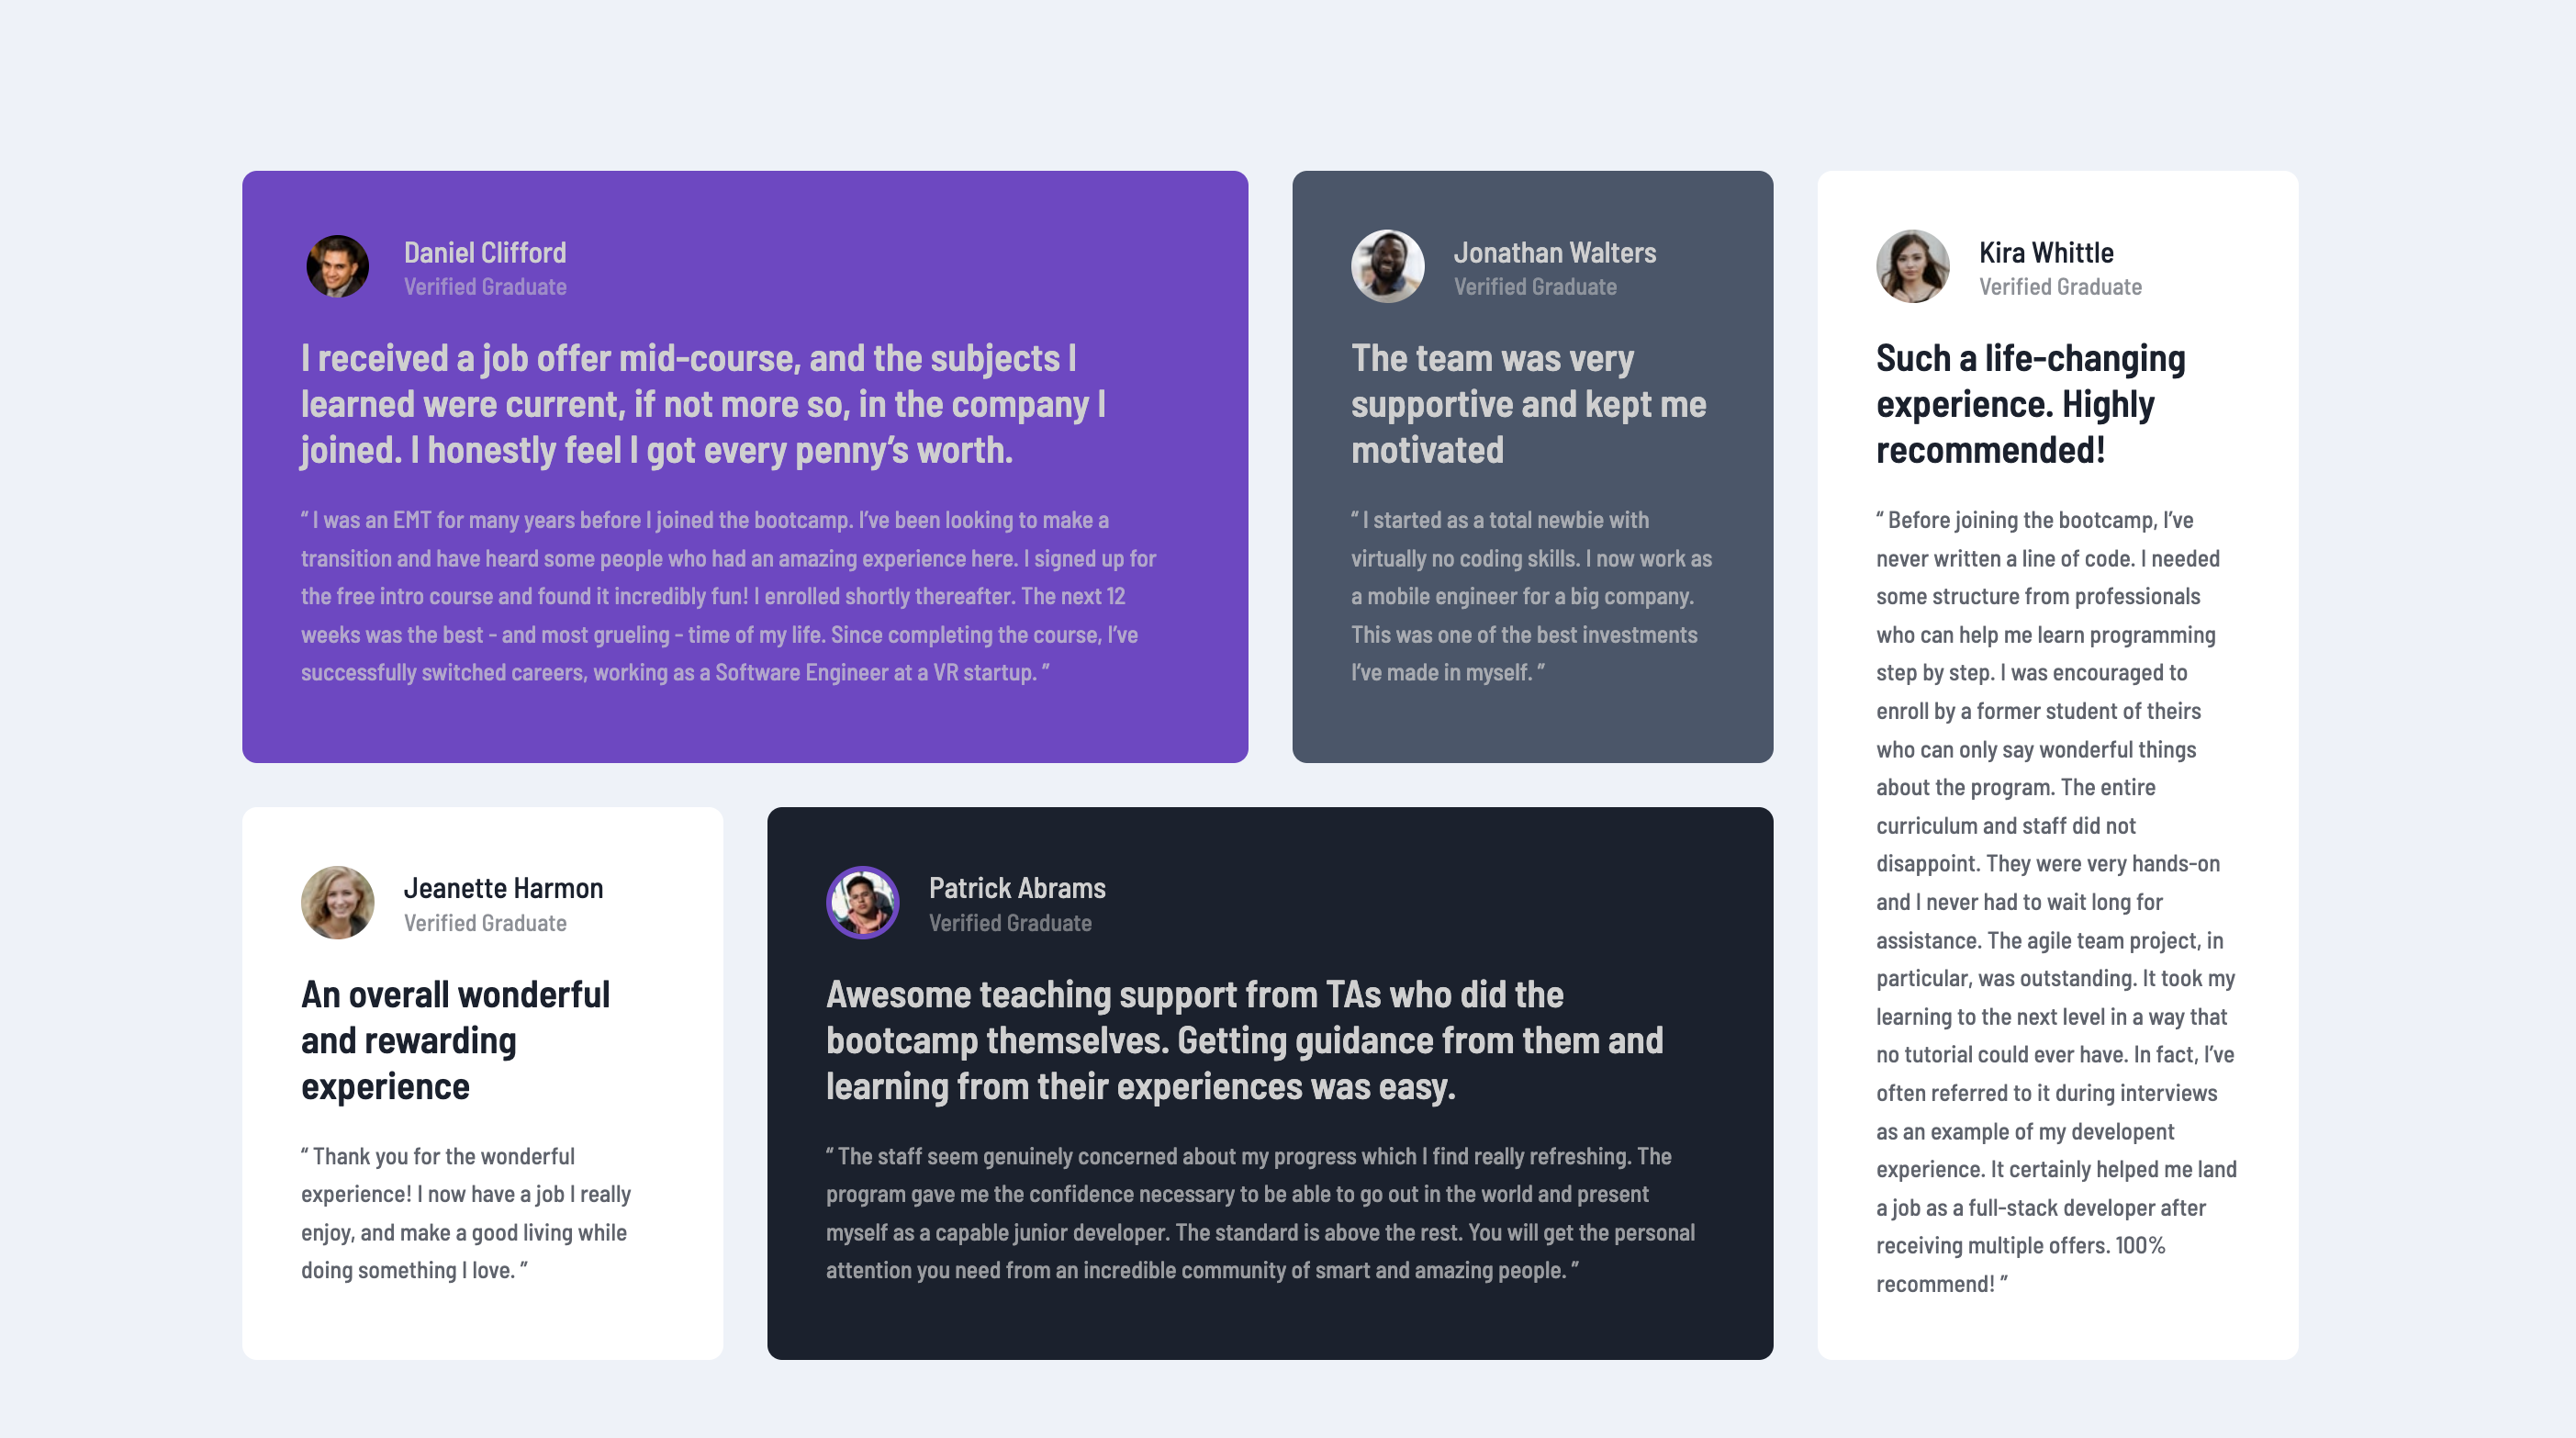 Daniel Clifford
Verified Graduate
I received a job offer mid-course, and the subjects I
learned were current, if not more so, in the company I
joined. I honestly feel I got every penny’s worth.
“ I was an EMT for many years before I joined the bootcamp. I’ve been looking to make a
transition and have heard some people who had an amazing experience here. I signed up for
the free intro course and found it incredibly fun! I enrolled shortly thereafter. The next 12
weeks was the best - and most grueling - time of my life. Since completing the course, I’ve
successfully switched careers, working as a Software Engineer at a VR startup. ”
Jonathan Walters
Verified Graduate
The team was very
supportive and kept me
motivated
“ I started as a total newbie with
virtually no coding skills. I now work as
a mobile engineer for a big company.
This was one of the best investments
I’ve made in myself. ”
Kira Whittle
Verified Graduate
Such a life-changing
experience. Highly
recommended!
“ Before joining the bootcamp, I’ve
never written a line of code. I needed
some structure from professionals
who can help me learn programming
step by step. I was encouraged to
enroll by a former student of theirs
who can only say wonderful things
about the program. The entire
curriculum and staff did not
disappoint. They were very hands-on
and I never had to wait long for
assistance. The agile team project, in
particular, was outstanding. It took my
learning to the next level in a way that
no tutorial could ever have. In fact, I’ve
often referred to it during interviews
as an example of my developent
experience. It certainly helped me land
a job as a full-stack developer after
receiving multiple offers. 100%
recommend! ”
Jeanette Harmon
Verified Graduate
An overall wonderful
and rewarding
experience
“ Thank you for the wonderful
experience! I now have a job I really
enjoy, and make a good living while
doing something I love. ”
Patrick Abrams
Verified Graduate
Awesome teaching support from TAs who did the
bootcamp themselves. Getting guidance from them and
learning from their experiences was easy.
“ The staff seem genuinely concerned about my progress which I find really refreshing. The
program gave me the confidence necessary to be able to go out in the world and present
myself as a capable junior developer. The standard is above the rest. You will get the personal
attention you need from an incredible community of smart and amazing people. ”